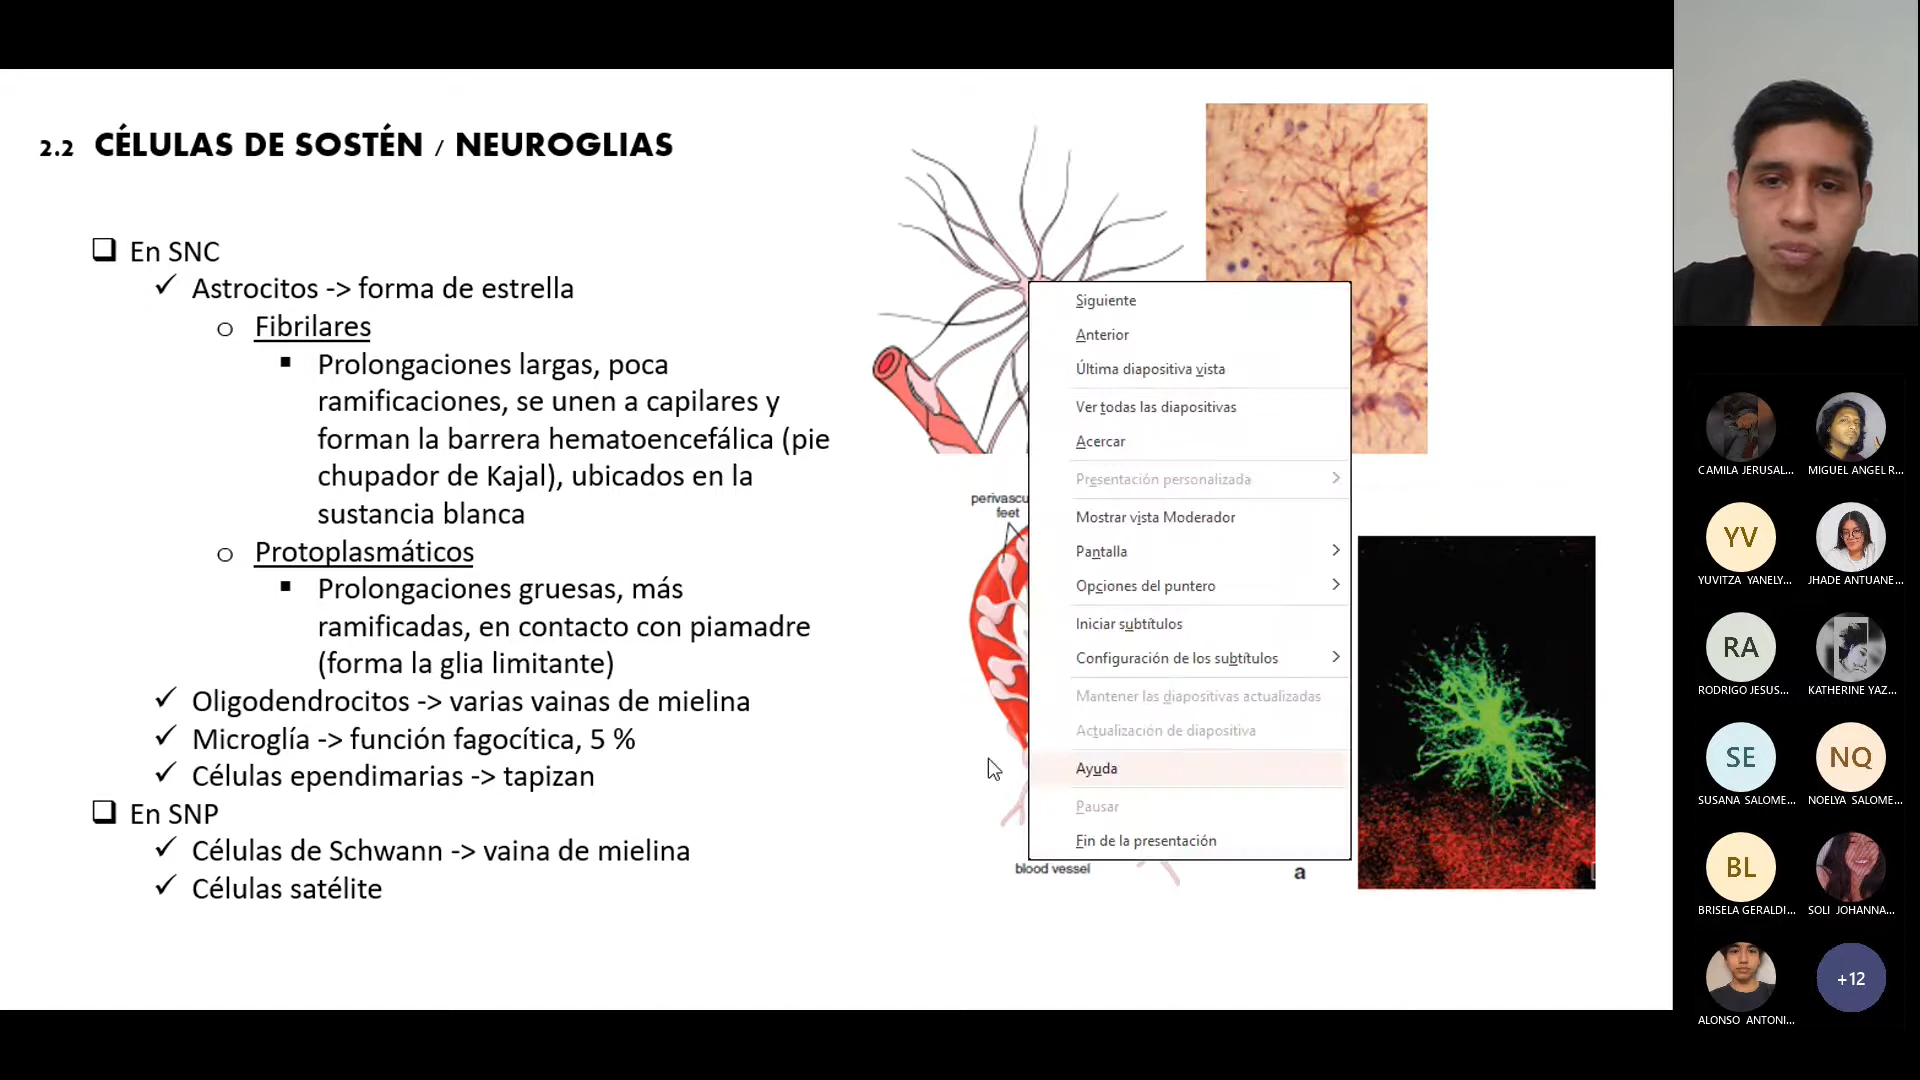 2.2 CÉLULAS DE SOSTÉN / NEUROGLIAS
En SNC
Astrocitos -> forma de estrella
Fibrilares
Prolongaciones largas, poca
ramificaciones, se unen a capilares y
forman la barrera hematoencefálica (pie
chupador de Kajal), ubicados en la
sustancia blanca
Protoplasmáticos
Prolongaciones gruesas, más
ramificadas, en contacto con piamadre
(forma la glia limitante)
Oligodendrocitos -> varias vainas de mielina
Microglía -> función fagocítica, 5 %
Células ependimarias -> tapizan
En SNP
Células de Schwann -> vaina de mielina
Células satélite
perivascu
feet
blood vessel
a
Siguiente
Anterior
Última diapositiva vista
Ver todas las diapositivas
Acercar
Presentación personalizada
Mostrar vista Moderador
Pantalla
Opciones del puntero
Iniciar subtítulos
Configuración de los subtítulos
Mantener las diapositivas actualizadas
Actualización de diapositiva
Ayuda
Pausar
Fin de la presentación
CAMILA JERUSAL...
MIGUEL ANGEL R...
YV
YUVITZA YANELY...
JHADE ANTUANE...
RA
RODRIGO JESUS...
KATHERINE YAZ...
SE
SUSANA SALOME...
NQ
NOELYA SALOME...
BL
BRISELA GERALDI...
SOLI JOHANNA...
ALONSO ANTONI...
+12